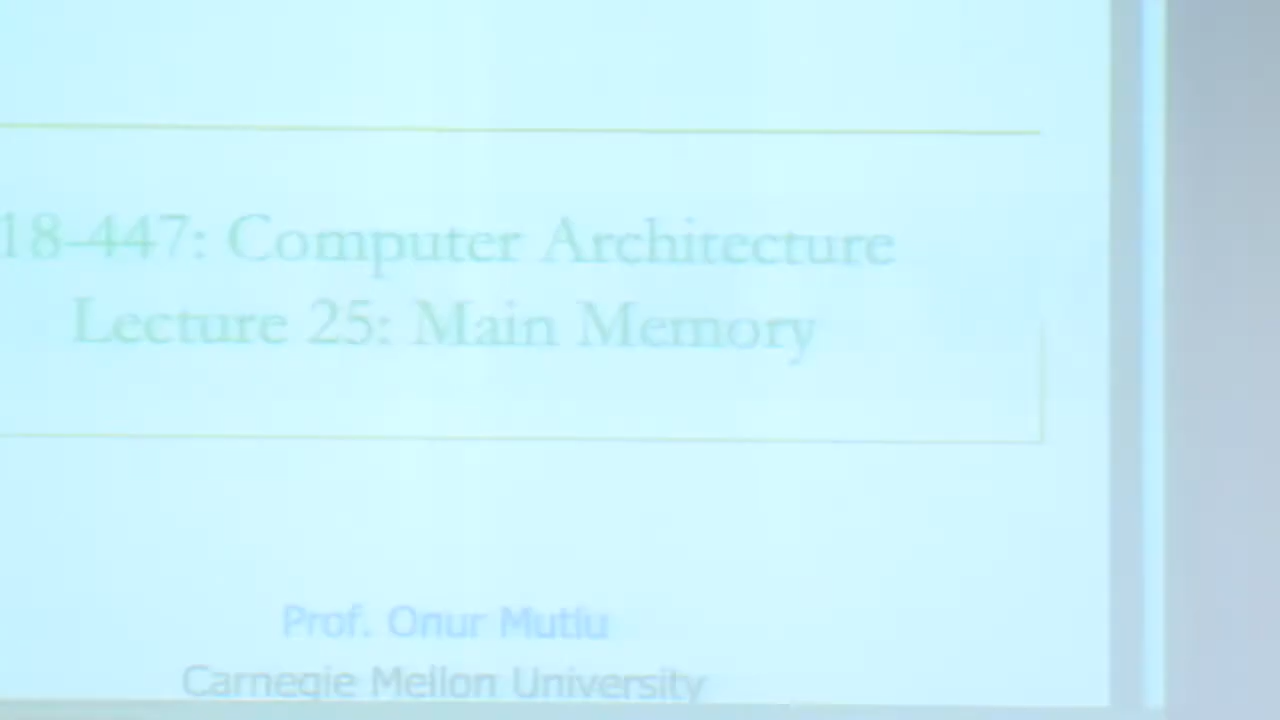 18-447: Computer Architecture
Lecture 25: Main Memory
Prof. Onur Mutlu
Carnegie Mellon University